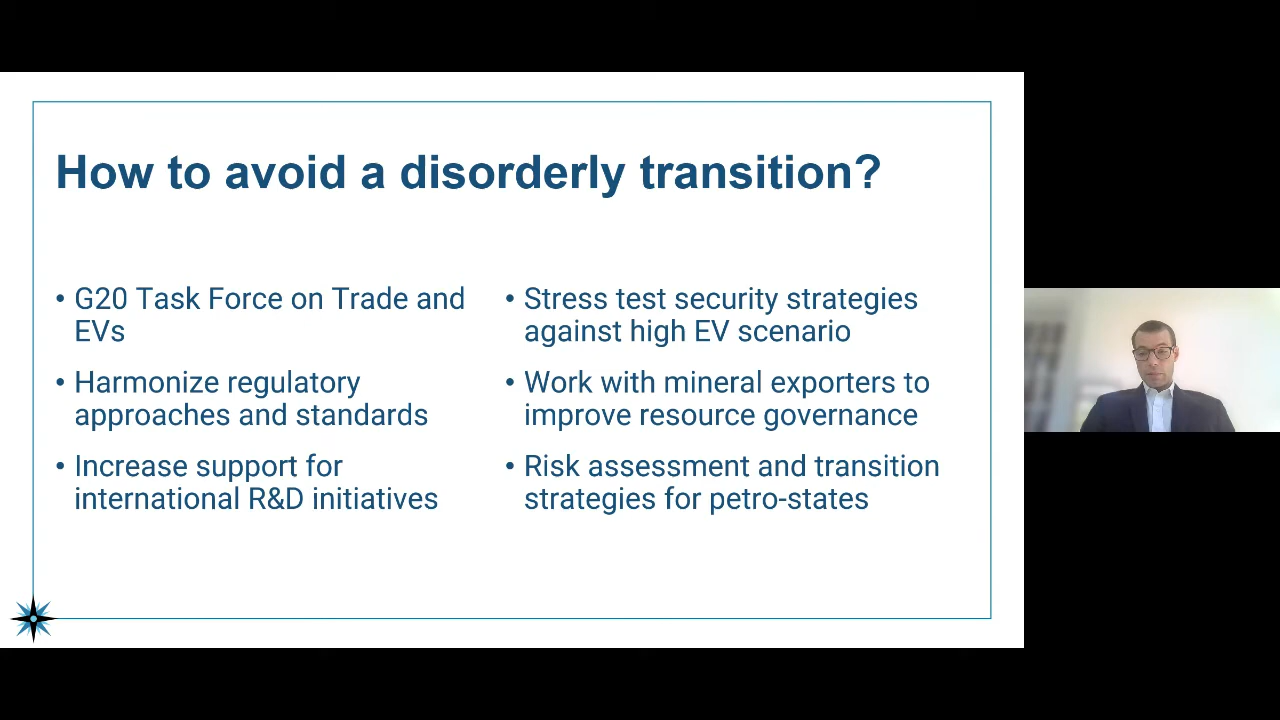 How to avoid a disorderly transition?
• G20 Task Force on Trade and
EVs
• Harmonize regulatory
approaches and standards
• Increase support for
international R&D initiatives
• Stress test security strategies
against high EV scenario
• Work with mineral exporters to
improve resource governance
• Risk assessment and transition
strategies for petro-states